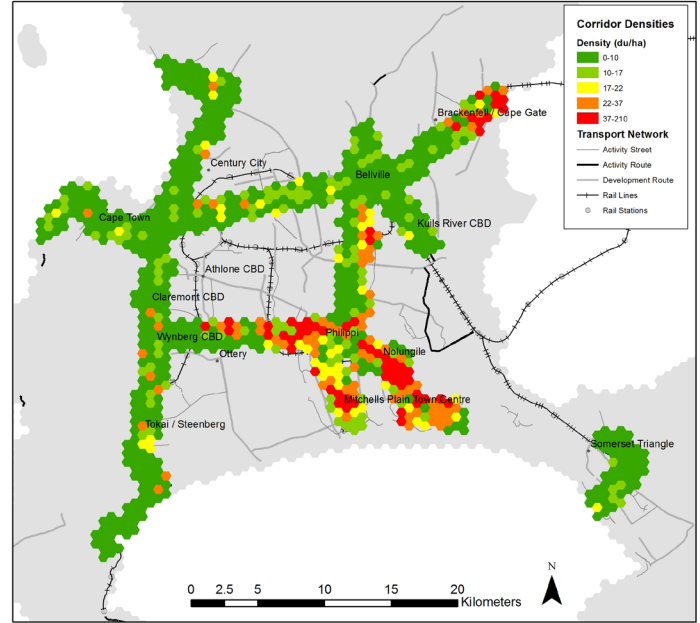 Corridor Densities
Density (du/ha)
0-10
10-17
17-22
22-37
37-210
Transport Network
Activity Street
Activity Route
Development Route
Rail Lines
Rail Stations
Brackenfell / Cape Gate
Century City
Bellville
Cape Town
Kuils River CBD
Athlone CBD
Claremont CBD
Wynberg CBD
Philippi
Ottery
Nolungile
Mitchells Plain Town Centre
Tokai / Steenberg
Somerset Triangle
N
0 2.5 5 10 15 20
Kilometers